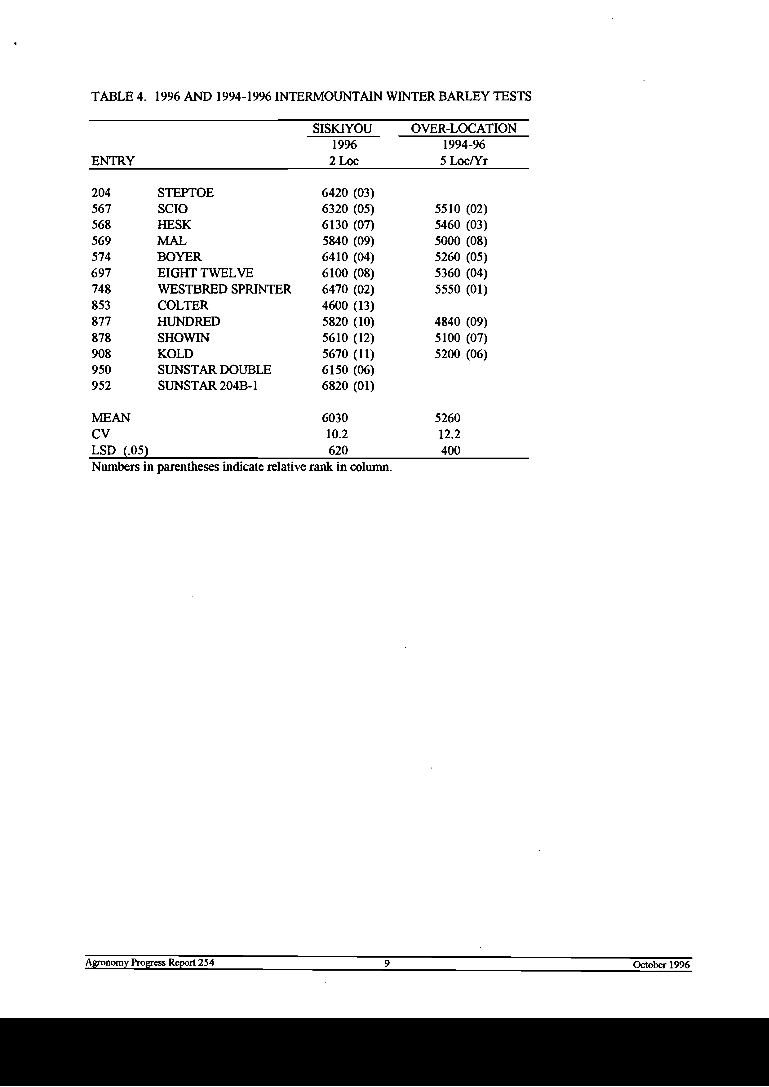 TABLE 4. 1996 AND 1994-1996 INTERMOUNTAIN WINTER BARLEY TESTS
SISKIYOU OVER-LOCATION
1996 1994-96
ENTRY 2 Loc 5 Loc/Yr
204 STEPTOE 6420 (03)
567 SCIO 6320 (05) 5510 (02)
568 HESK 6130 (07) 5460 (03)
569 MAL 5840 (09) 5000 (08)
574 BOYER 6410 (04) 5260 (05)
697 EIGHT TWELVE 6100 (08) 5360 (04)
748 WESTBRED SPRINTER 6470 (02) 5550 (01)
853 COLTER 4600 (13)
877 HUNDRED 5820 (10) 4840 (09)
878 SHOWIN 5610 (12) 5100 (07)
908 KOLD 5670 (11) 5200 (06)
950 SUNSTAR DOUBLE 6150 (06)
952 SUNSTAR 204B-1 6820 (01)
MEAN 6030 5260
CV 10.2 12.2
LSD (.05) 620 400
Numbers in parentheses indicate relative rank in column.
Agronomy Progress Report 254 9 October 1996